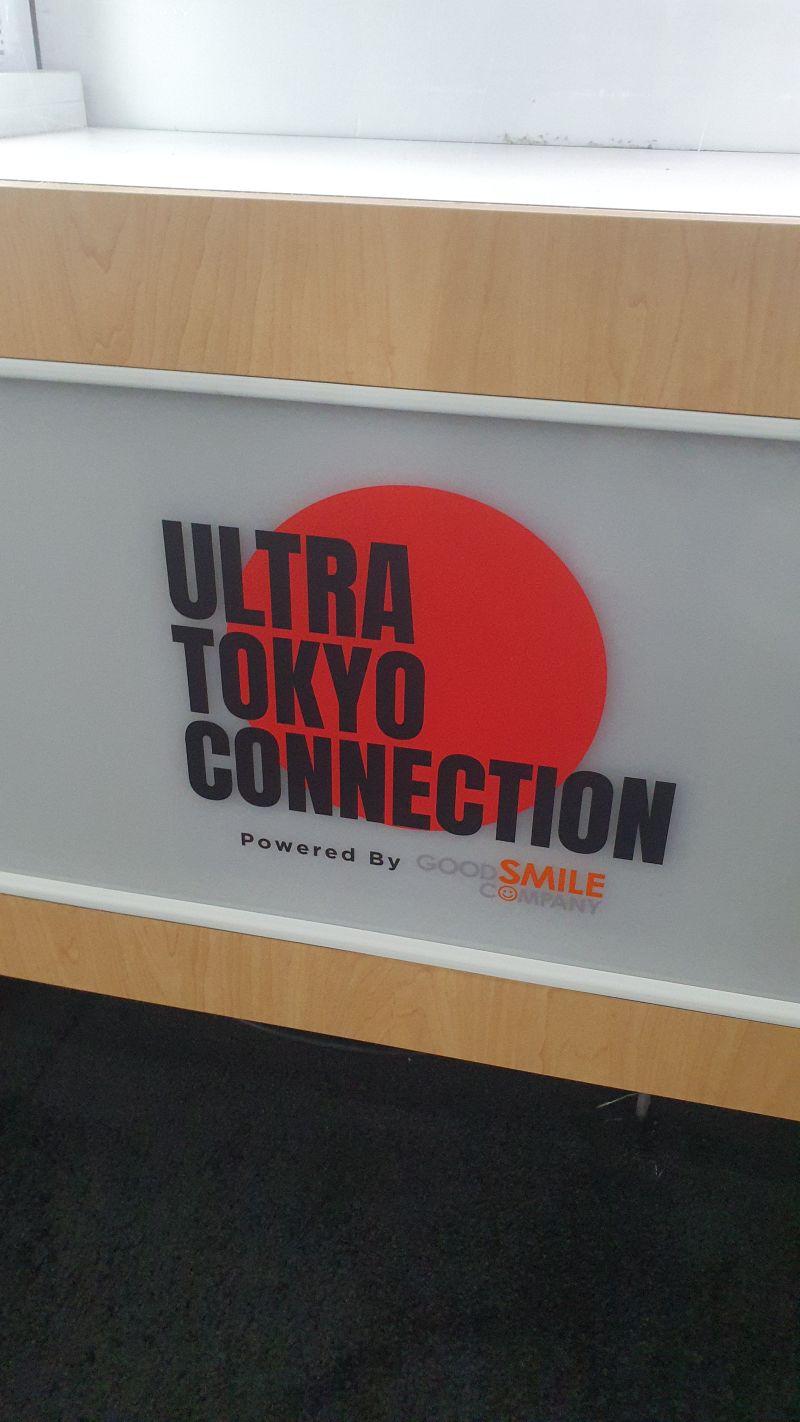 ULTRA
TOKYO
CONNECTION
Powered By GOOD SMILE
COMPANY